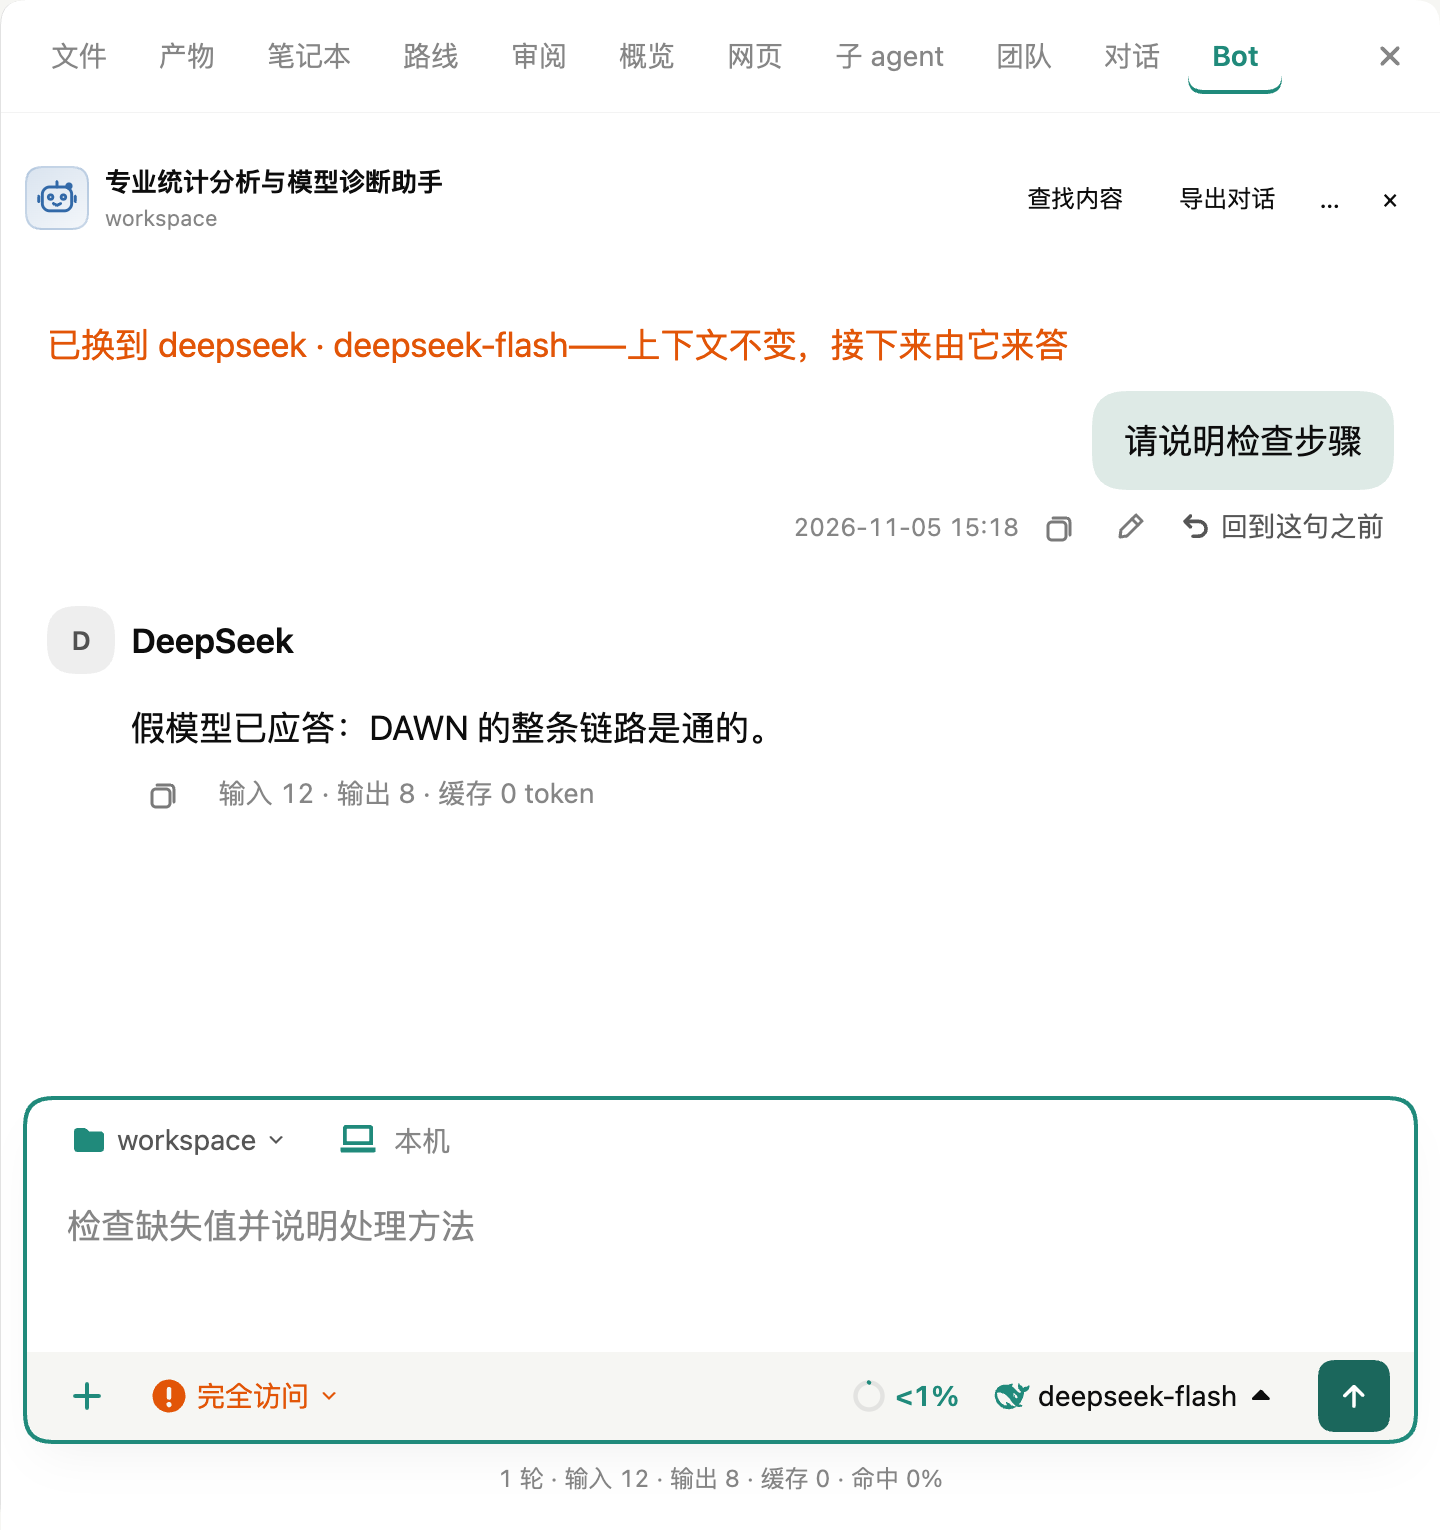 文件 产物 笔记本 路线 审阅 概览 网页 子 agent 团队 对话 Bot
专业统计分析与模型诊断助手
workspace
查找内容 导出对话 ...
已换到 deepseek · deepseek-flash——上下文不变，接下来由它来答
请说明检查步骤
2026-11-05 15:18 回到这句之前
D DeepSeek
假模型已应答：DAWN 的整条链路是通的。
输入 12 · 输出 8 · 缓存 0 token
workspace 本机
检查缺失值并说明处理方法
完全访问 <1% deepseek-flash
1 轮 · 输入 12 · 输出 8 · 缓存 0 · 命中 0%